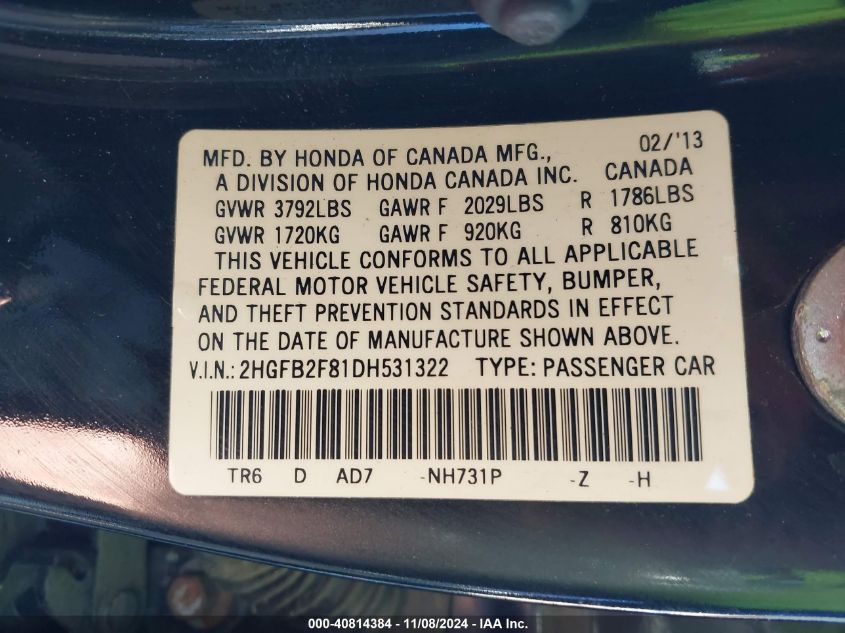 MFD. BY HONDA OF CANADA MFG., 02/'13
A DIVISION OF HONDA CANADA INC. CANADA
GVWR 3792LBS GAWR F 2029LBS R 1786LBS
GVWR 1720KG GAWR F 920KG R 810KG
THIS VEHICLE CONFORMS TO ALL APPLICABLE
FEDERAL MOTOR VEHICLE SAFETY, BUMPER,
AND THEFT PREVENTION STANDARDS IN EFFECT
ON THE DATE OF MANUFACTURE SHOWN ABOVE.
V.I.N.: 2HGFB2F81DH531322 TYPE: PASSENGER CAR
TR6 D AD7 -NH731P -Z -H
000-40814384 - 11/08/2024 - IAA Inc.